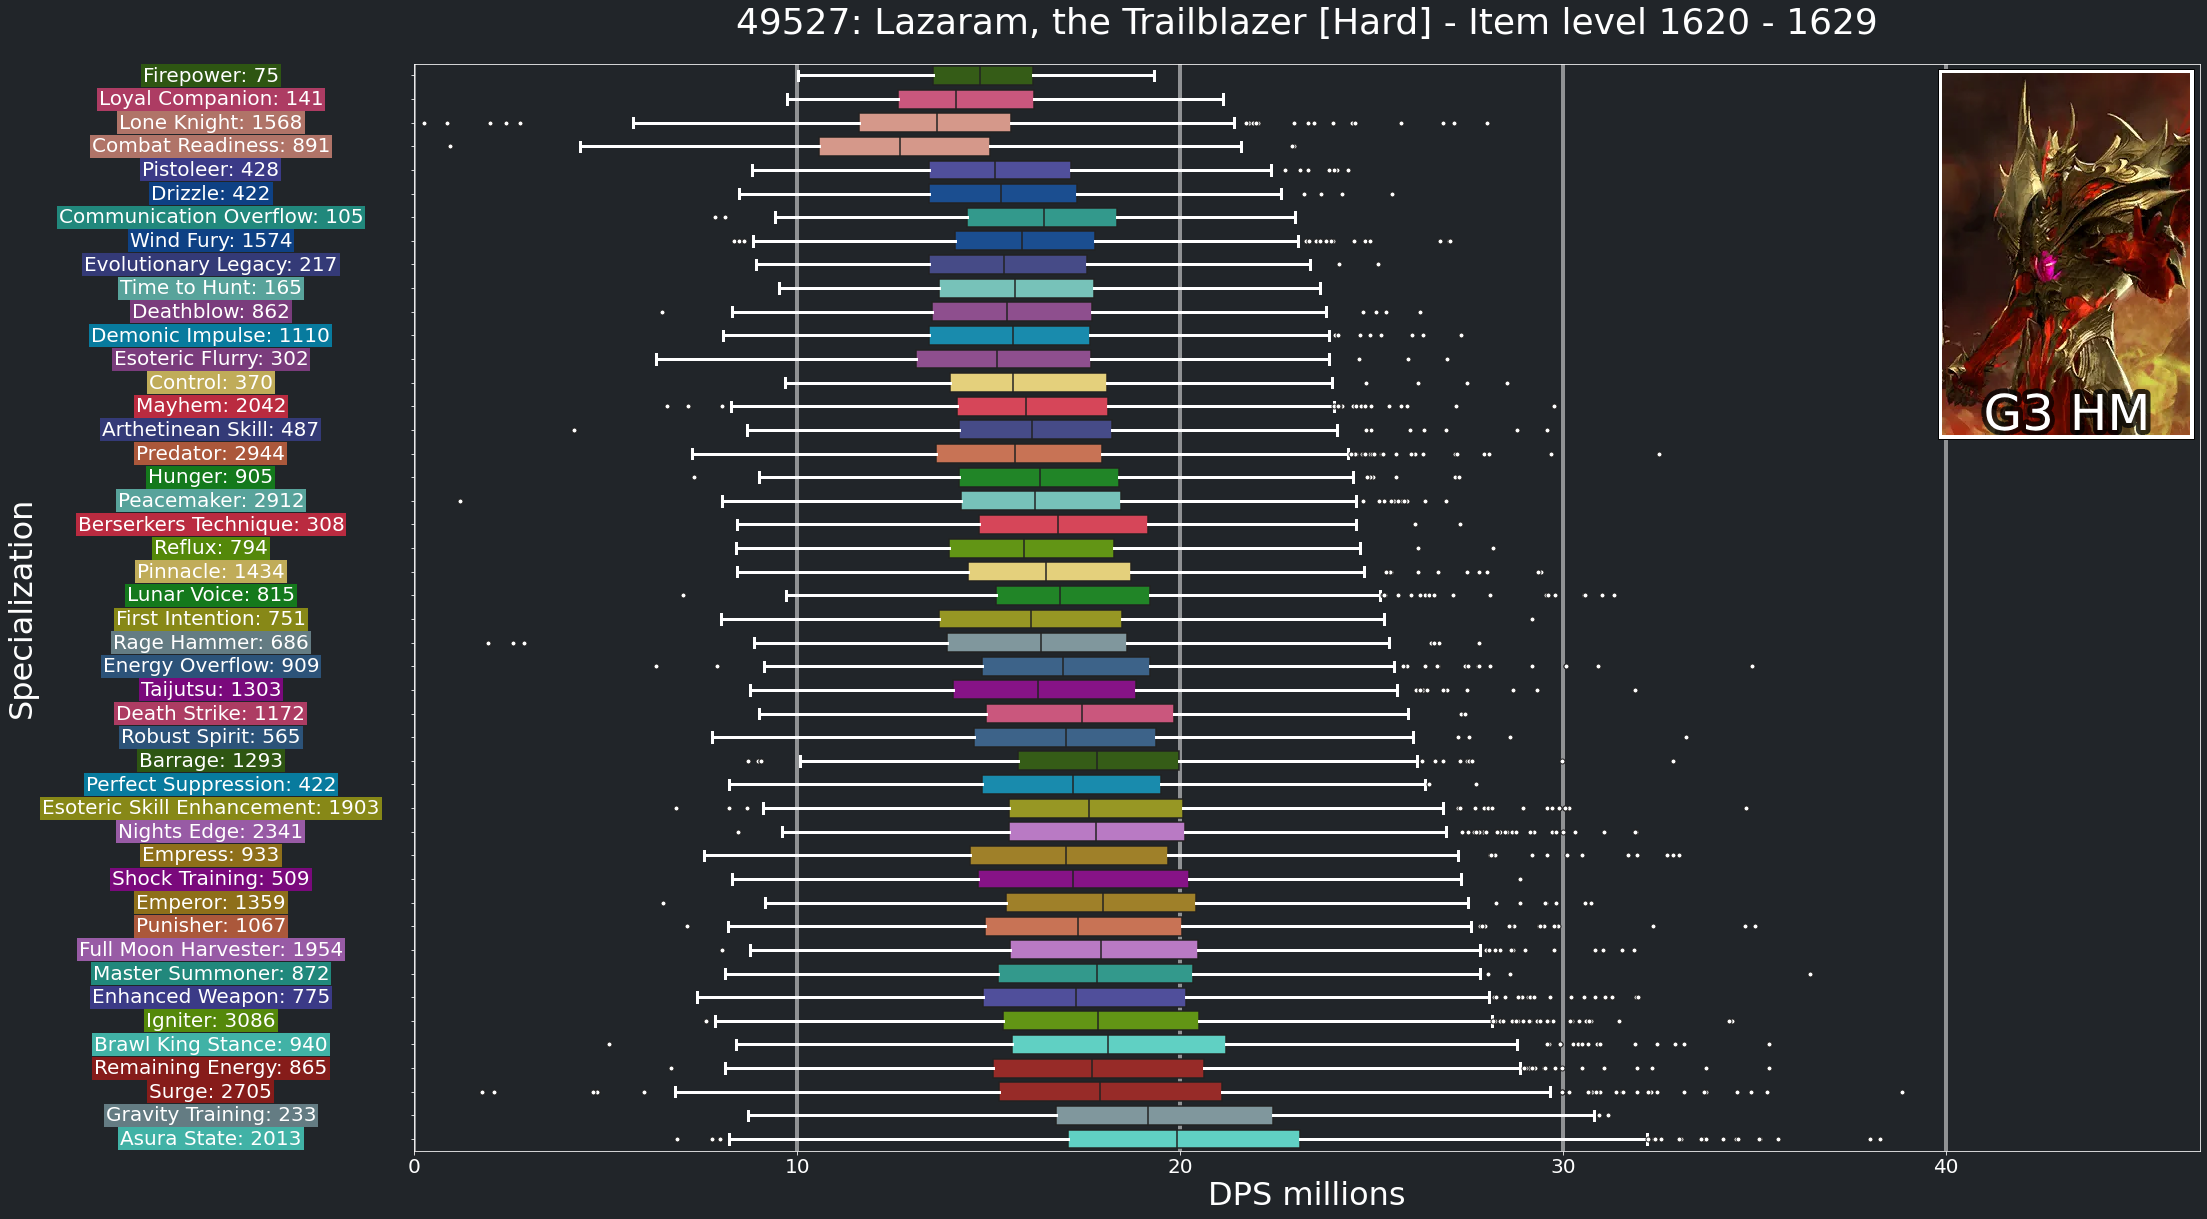 49527: Lazaram, the Trailblazer [Hard] - Item level 1620 - 1629
Firepower: 75
Loyal Companion: 141
Lone Knight: 1568
Combat Readiness: 891
Pistoleer: 428
Drizzle: 422
Communication Overflow: 105
Wind Fury: 1574
Evolutionary Legacy: 217
Time to Hunt: 165
Deathblow: 862
Demonic Impulse: 1110
Esoteric Flurry: 302
Control: 370
Mayhem: 2042
Arthetinean Skill: 487
Predator: 2944
Hunger: 905
Peacemaker: 2912
Berserkers Technique: 308
Reflux: 794
Pinnacle: 1434
Lunar Voice: 815
First Intention: 751
Rage Hammer: 686
Energy Overflow: 909
Taijutsu: 1303
Death Strike: 1172
Robust Spirit: 565
Barrage: 1293
Perfect Suppression: 422
Esoteric Skill Enhancement: 1903
Nights Edge: 2341
Empress: 933
Shock Training: 509
Emperor: 1359
Punisher: 1067
Full Moon Harvester: 1954
Master Summoner: 872
Enhanced Weapon: 775
Igniter: 3086
Brawl King Stance: 940
Remaining Energy: 865
Surge: 2705
Gravity Training: 233
Asura State: 2013
Specialization
G3 HM
0 10 20 30 40
DPS millions